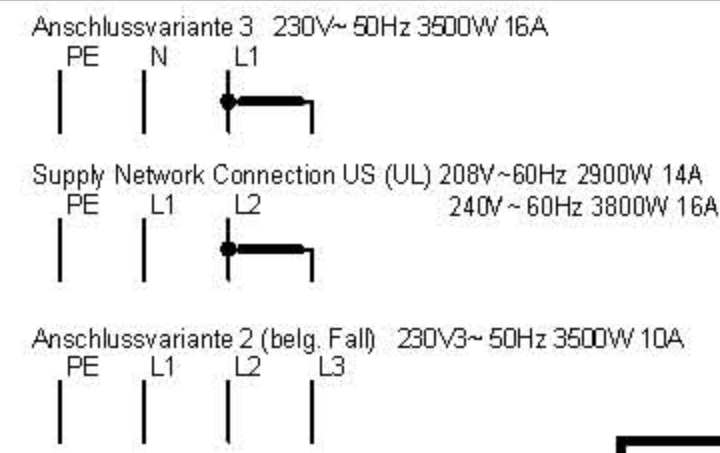 Anschlussvariante 3 230V~ 50Hz 3500W 16A
PE N L1
Supply Network Connection US (UL) 208V~60Hz 2900W 14A
PE L1 L2 240V~60Hz 3800W 16A
Anschlussvariante 2 (belg. Fall) 230V3~ 50Hz 3500W 10A
PE L1 L2 L3